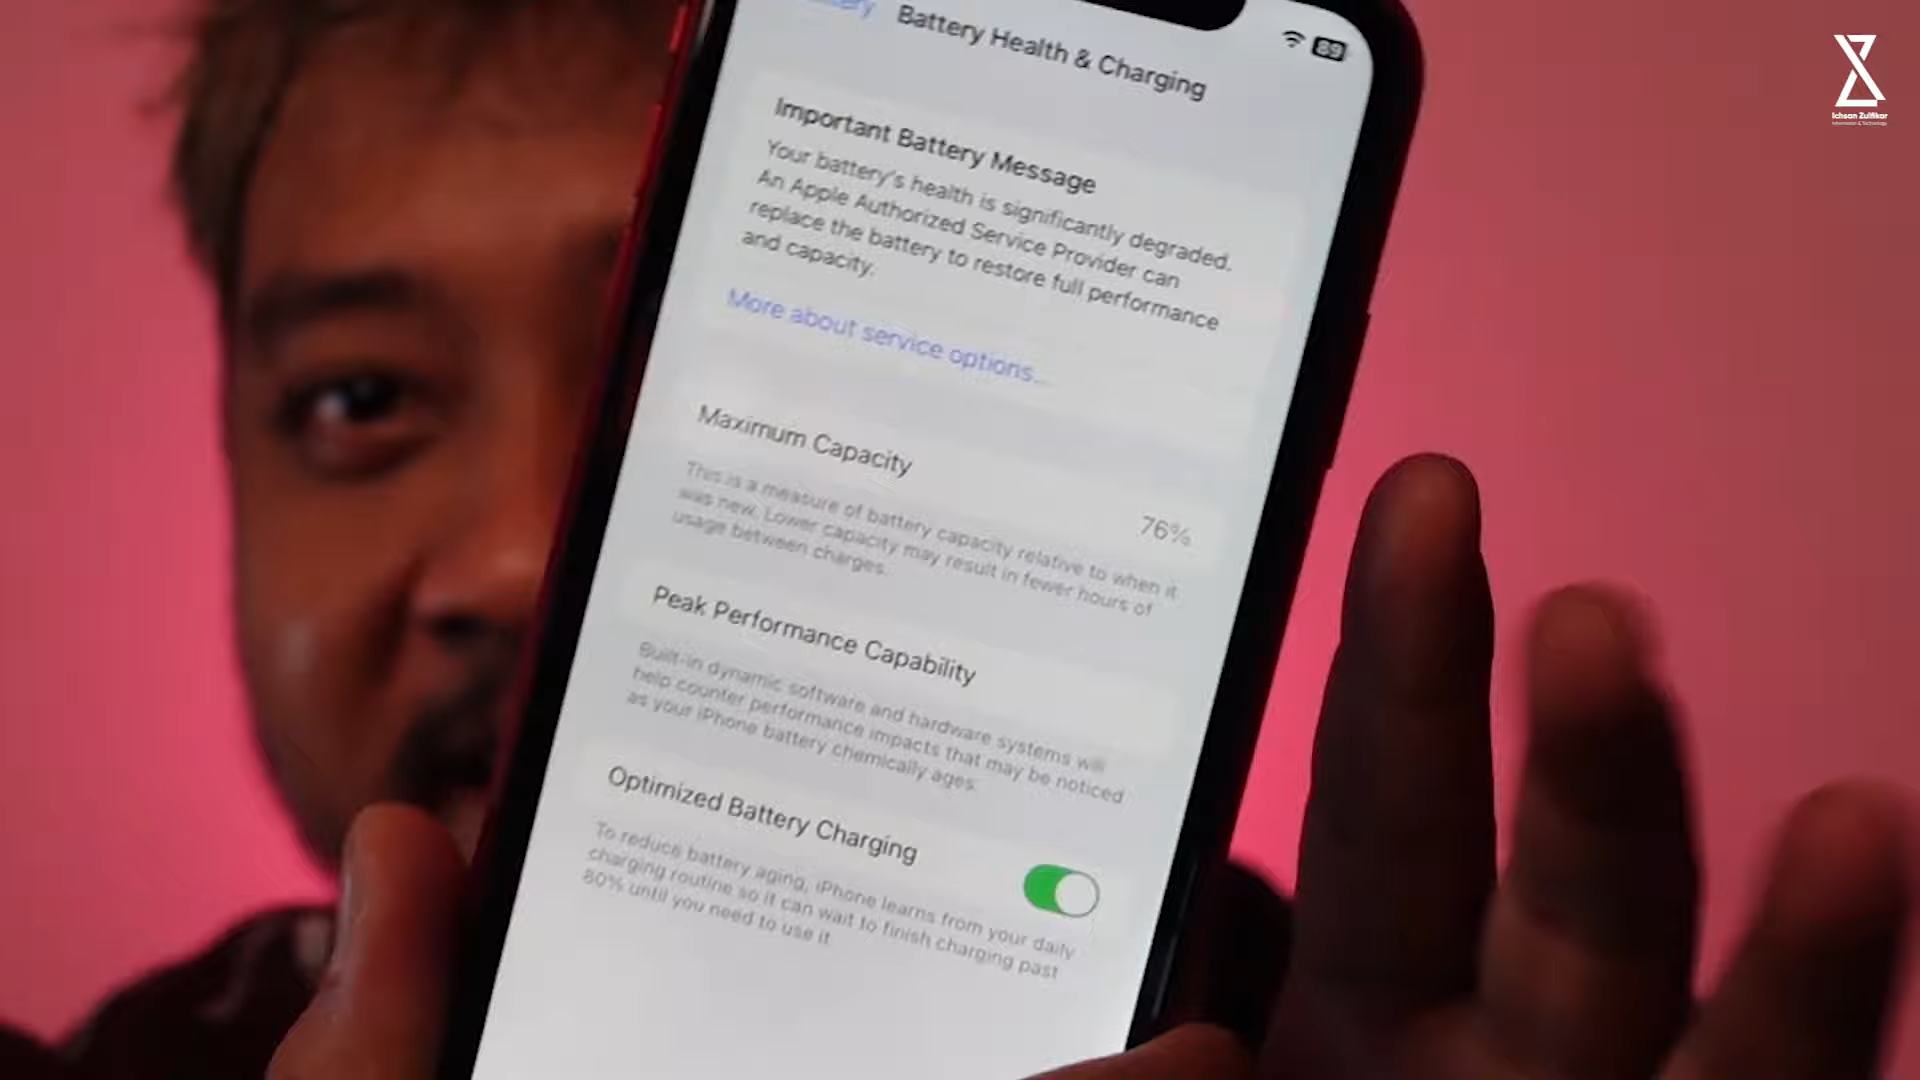 Battery Health & Charging
89
Important Battery Message
Your battery's health is significantly degraded.
An Apple Authorized Service Provider can
replace the battery to restore full performance
and capacity.
More about service options...
Maximum Capacity
76%
This is a measure of battery capacity relative to when it
was new. Lower capacity may result in fewer hours of
usage between charges.
Peak Performance Capability
Built-in dynamic software and hardware systems will
help counter performance impacts that may be noticed
as your iPhone battery chemically ages.
Optimized Battery Charging
To reduce battery aging, iPhone learns from your daily
charging routine so it can wait to finish charging past
80% until you need to use it
Ichsan Zulfikar